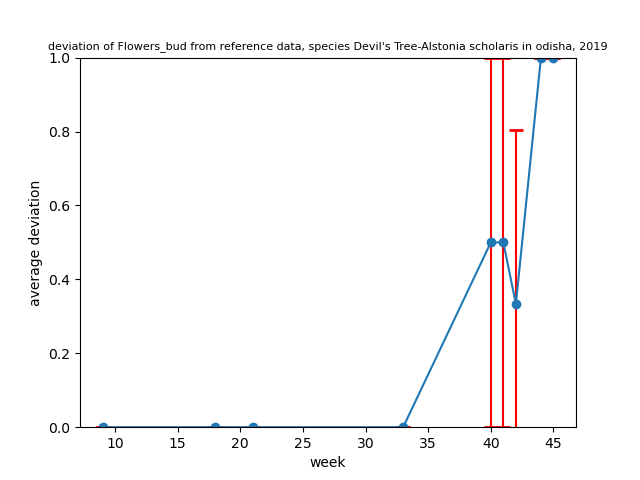 deviation of Flowers_bud from reference data, species Devil's Tree-Alstonia scholaris in odisha, 2019
1.0
0.8
0.6
0.4
0.2
0.0
average deviation
10 15 20 25 30 35 40 45
week